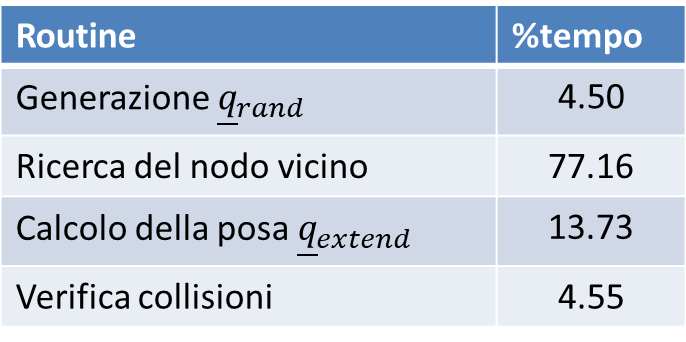 Routine %tempo
Generazione q_rand 4.50
Ricerca del nodo vicino 77.16
Calcolo della posa q_extend 13.73
Verifica collisioni 4.55